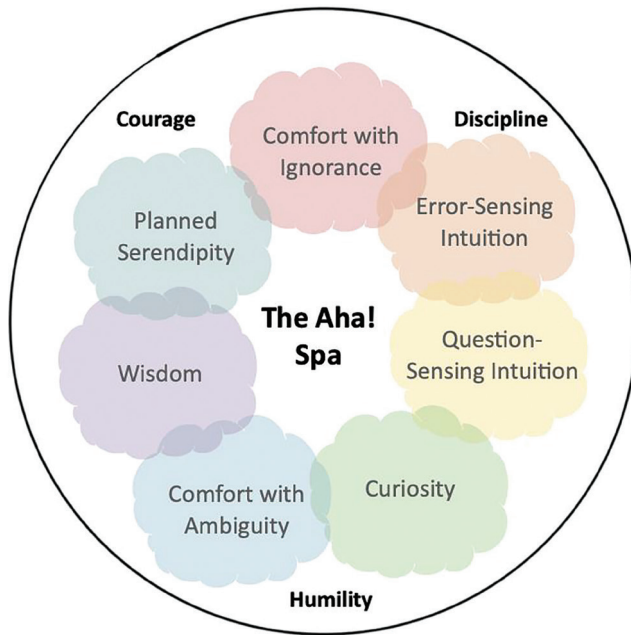 Courage
Discipline
Comfort with
Ignorance
Error-Sensing
Intuition
Planned
Serendipity
The Aha!
Spa
Question-
Sensing Intuition
Wisdom
Curiosity
Comfort with
Ambiguity
Humility